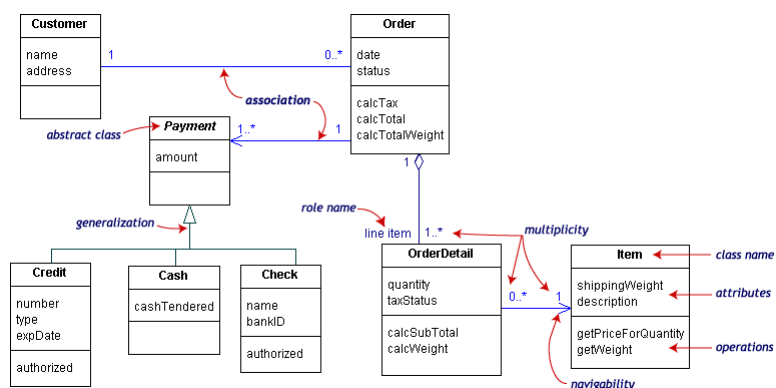 Customer
name
address
1
0..*
Order
date
status
calcTax
calcTotal
calcTotalWeight
association
abstract class
Payment
amount
1..*
1
1
generalization
role name
line item
1..*
multiplicity
Credit
number
type
expDate
authorized
Cash
cashTendered
Check
name
bankID
authorized
OrderDetail
quantity
taxStatus
calcSubTotal
calcWeight
0..*
1
Item
shippingWeight
description
getPriceForQuantity
getWeight
class name
attributes
operations
navigability